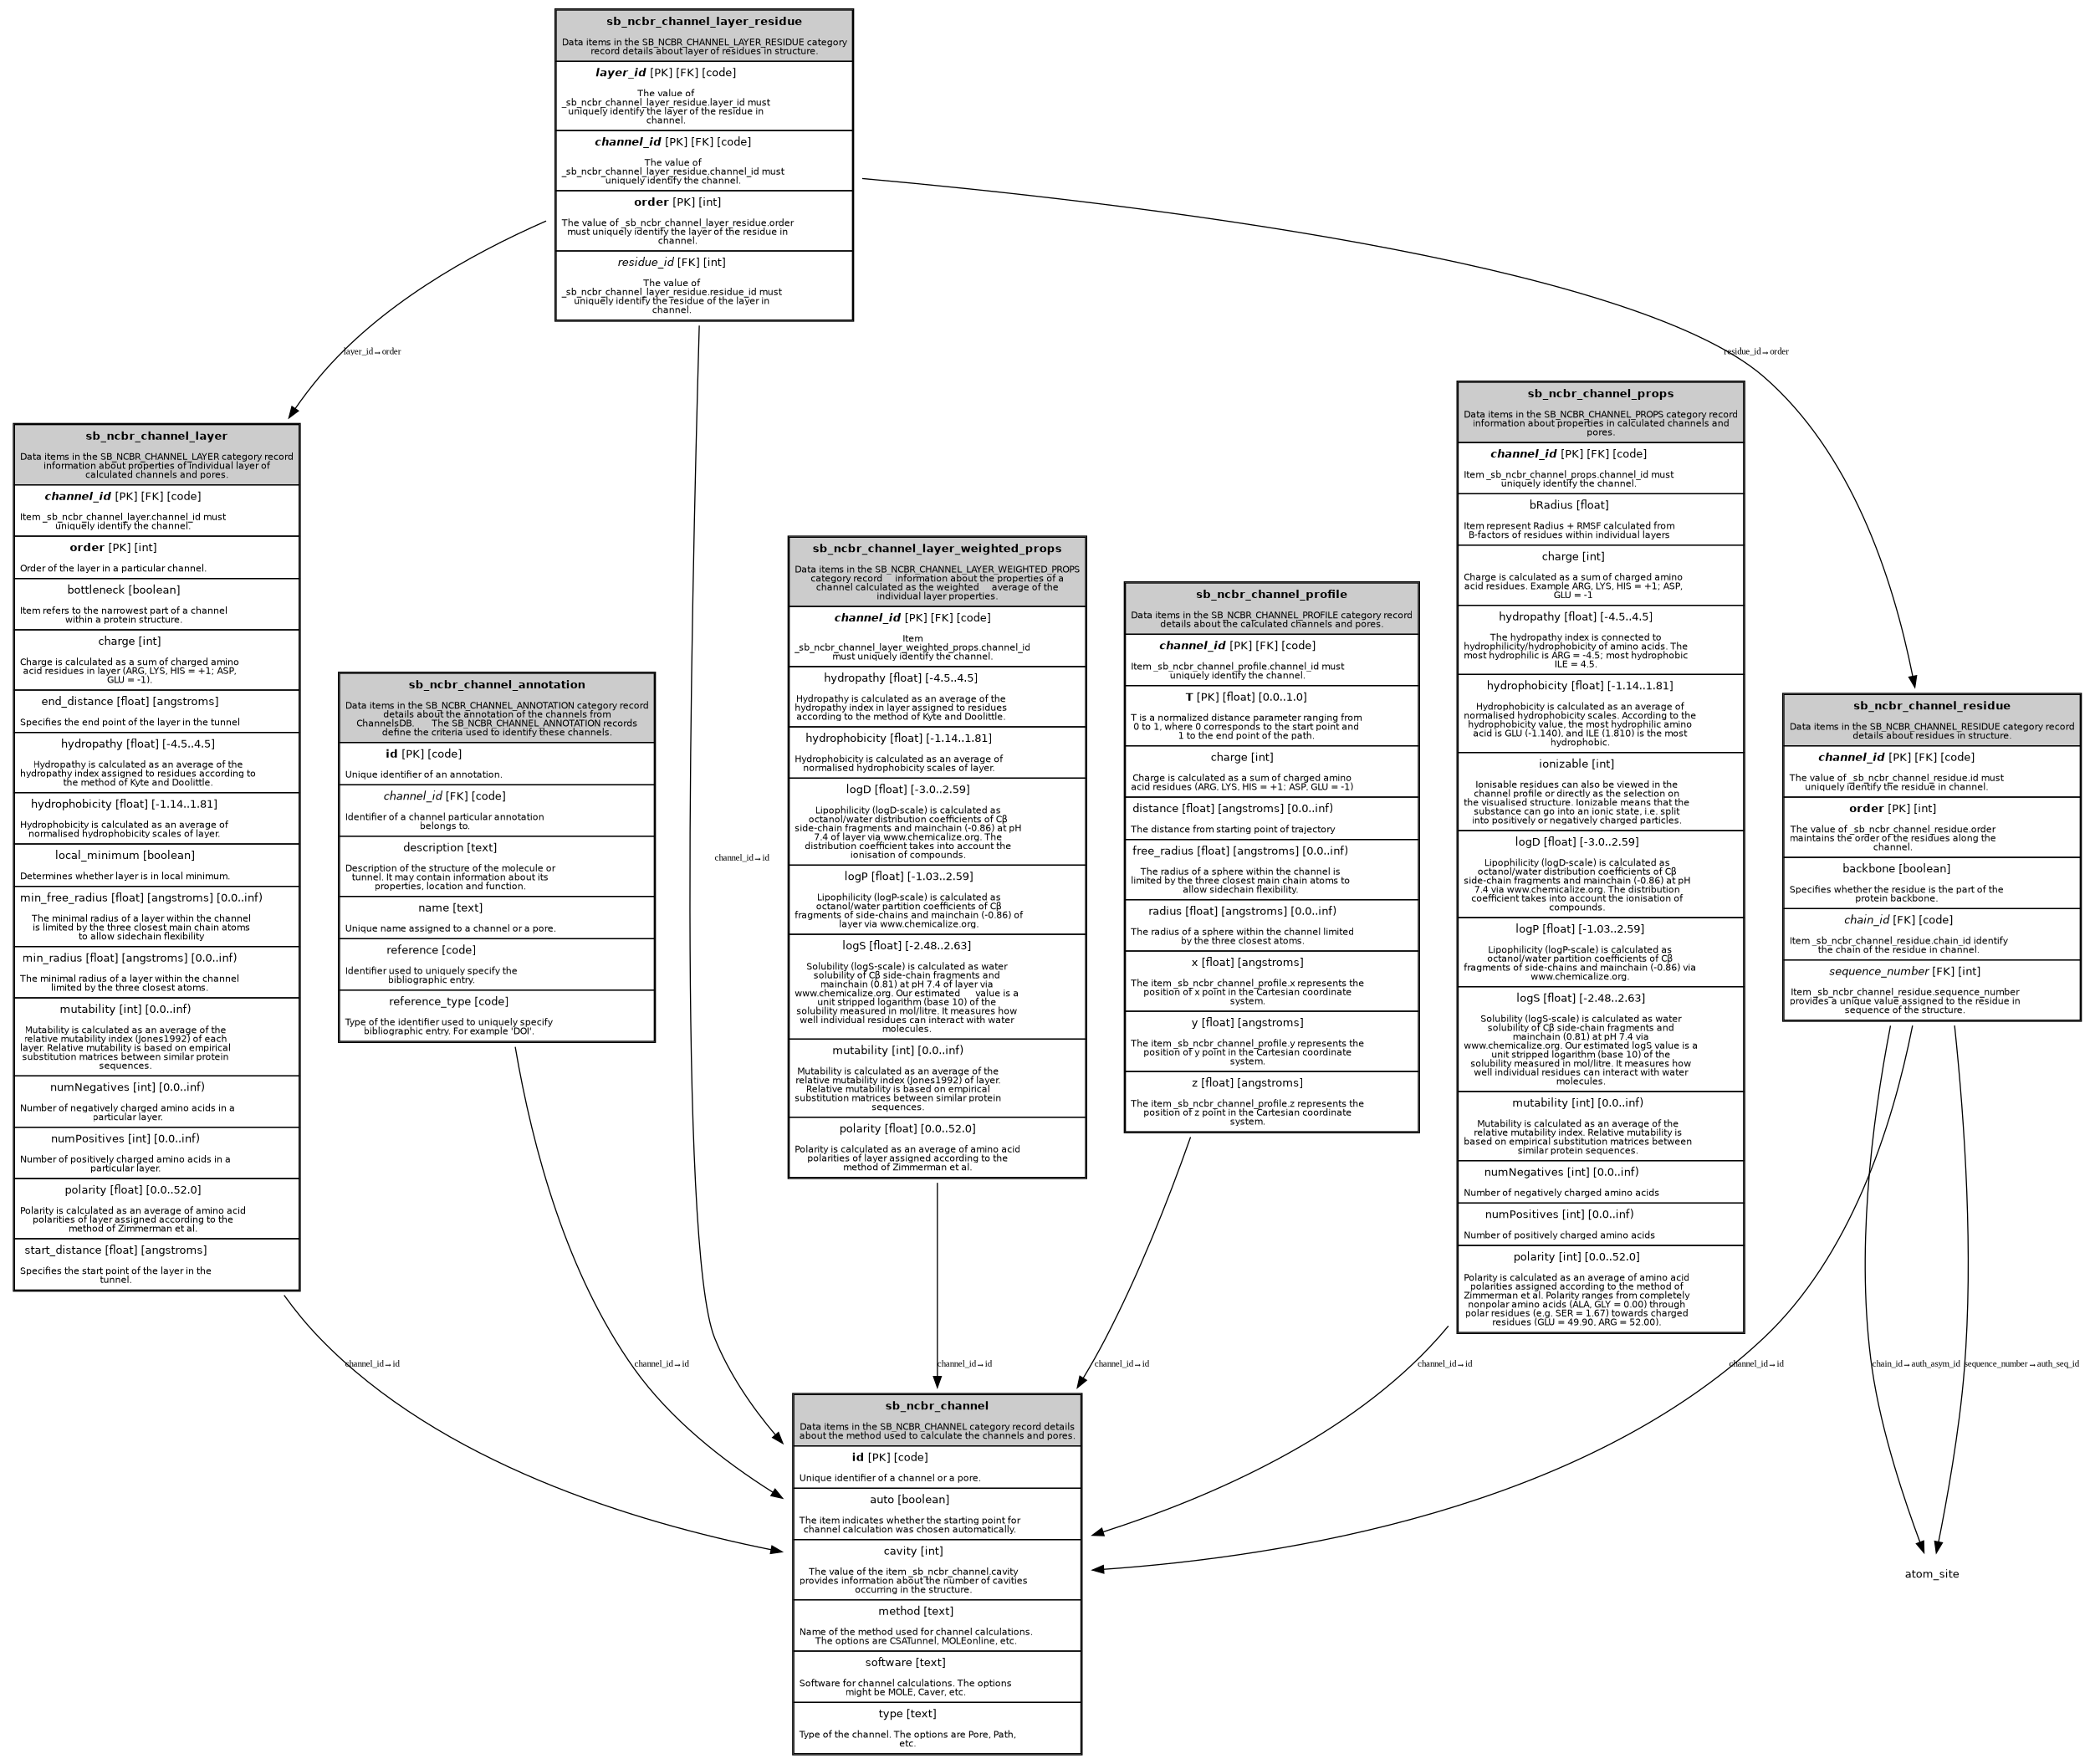 sb_ncbr_channel_layer_residue
Data items in the SB_NCBR_CHANNEL_LAYER_RESIDUE category
record details about layer of residues in structure.
layer_id [PK] [FK] [code]
The value of
_sb_ncbr_channel_layer_residue.layer_id must
uniquely identify the layer of the residue in
channel.
channel_id [PK] [FK] [code]
The value of
_sb_ncbr_channel_layer_residue.channel_id must
uniquely identify the channel.
order [PK] [int]
The value of _sb_ncbr_channel_layer_residue.order
must uniquely identify the layer of the residue in
channel.
residue_id [FK] [int]
The value of
_sb_ncbr_channel_layer_residue.residue_id must
uniquely identify the residue of the layer in
channel.
layer_id→order
residue_id→order
sb_ncbr_channel_layer
Data items in the SB_NCBR_CHANNEL_LAYER category record
information about properties of individual layer of
calculated channels and pores.
channel_id [PK] [FK] [code]
Item _sb_ncbr_channel_layer.channel_id must
uniquely identify the channel.
order [PK] [int]
Order of the layer in a particular channel.
bottleneck [boolean]
Item refers to the narrowest part of a channel
within a protein structure.
charge [int]
Charge is calculated as a sum of charged amino
acid residues in layer (ARG, LYS, HIS = +1; ASP,
GLU = -1).
end_distance [float] [angstroms]
Specifies the end point of the layer in the tunnel
hydropathy [float] [-4.5..4.5]
Hydropathy is calculated as an average of the
hydropathy index assigned to residues according to
the method of Kyte and Doolittle.
hydrophobicity [float] [-1.14..1.81]
Hydrophobicity is calculated as an average of
normalised hydrophobicity scales of layer.
local_minimum [boolean]
Determines whether layer is in local minimum.
min_free_radius [float] [angstroms] [0.0..inf)
The minimal radius of a layer within the channel
is limited by the three closest main chain atoms
to allow sidechain flexibility
min_radius [float] [angstroms] [0.0..inf)
The minimal radius of a layer within the channel
limited by the three closest atoms.
mutability [int] [0.0..inf)
Mutability is calculated as an average of the
relative mutability index (Jones1992) of each
layer. Relative mutability is based on empirical
substitution matrices between similar protein
sequences.
numNegatives [int] [0.0..inf)
Number of negatively charged amino acids in a
particular layer.
numPositives [int] [0.0..inf)
Number of positively charged amino acids in a
particular layer.
polarity [float] [0.0..52.0]
Polarity is calculated as an average of amino acid
polarities of layer assigned according to the
method of Zimmerman et al.
start_distance [float] [angstroms]
Specifies the start point of the layer in the
tunnel.
sb_ncbr_channel_annotation
Data items in the SB_NCBR_CHANNEL_ANNOTATION category record
details about the annotation of the channels from
ChannelsDB. The SB_NCBR_CHANNEL_ANNOTATION records
define the criteria used to identify these channels.
id [PK] [code]
Unique identifier of an annotation.
channel_id [FK] [code]
Identifier of a channel particular annotation
belongs to.
description [text]
Description of the structure of the molecule or
tunnel. It may contain information about its
properties, location and function.
name [text]
Unique name assigned to a channel or a pore.
reference [code]
Identifier used to uniquely specify the
bibliographic entry.
reference_type [code]
Type of the identifier used to uniquely specify
bibliographic entry. For example 'DOI'.
channel_id→id
sb_ncbr_channel_layer_weighted_props
Data items in the SB_NCBR_CHANNEL_LAYER_WEIGHTED_PROPS
category record information about the properties of a
channel calculated as the weighted average of the
individual layer properties.
channel_id [PK] [FK] [code]
Item
_sb_ncbr_channel_layer_weighted_props.channel_id
must uniquely identify the channel.
hydropathy [float] [-4.5..4.5]
Hydropathy is calculated as an average of the
hydropathy index in layer assigned to residues
according to the method of Kyte and Doolittle.
hydrophobicity [float] [-1.14..1.81]
Hydrophobicity is calculated as an average of
normalised hydrophobicity scales of layer.
logD [float] [-3.0..2.59]
Lipophilicity (logD-scale) is calculated as
octanol/water distribution coefficients of Cβ
side-chain fragments and mainchain (-0.86) at pH
7.4 of layer via www.chemicalize.org. The
distribution coefficient takes into account the
ionisation of compounds.
logP [float] [-1.03..2.59]
Lipophilicity (logP-scale) is calculated as
octanol/water partition coefficients of Cβ
fragments of side-chains and mainchain (-0.86) of
layer via www.chemicalize.org.
logS [float] [-2.48..2.63]
Solubility (logS-scale) is calculated as water
solubility of Cβ side-chain fragments and
mainchain (0.81) at pH 7.4 of layer via
www.chemicalize.org. Our estimated value is a
unit stripped logarithm (base 10) of the
solubility measured in mol/litre. It measures how
well individual residues can interact with water
molecules.
mutability [int] [0.0..inf)
Mutability is calculated as an average of the
relative mutability index (Jones1992) of layer.
Relative mutability is based on empirical
substitution matrices between similar protein
sequences.
polarity [float] [0.0..52.0]
Polarity is calculated as an average of amino acid
polarities of layer assigned according to the
method of Zimmerman et al.
sb_ncbr_channel_profile
Data items in the SB_NCBR_CHANNEL_PROFILE category record
details about the calculated channels and pores.
channel_id [PK] [FK] [code]
Item _sb_ncbr_channel_profile.channel_id must
uniquely identify the channel.
T [PK] [float] [0.0..1.0]
T is a normalized distance parameter ranging from
0 to 1, where 0 corresponds to the start point and
1 to the end point of the path.
charge [int]
Charge is calculated as a sum of charged amino
acid residues (ARG, LYS, HIS = +1; ASP, GLU = -1)
distance [float] [angstroms] [0.0..inf)
The distance from starting point of trajectory
free_radius [float] [angstroms] [0.0..inf)
The radius of a sphere within the channel is
limited by the three closest main chain atoms to
allow sidechain flexibility.
radius [float] [angstroms] [0.0..inf)
The radius of a sphere within the channel limited
by the three closest atoms.
x [float] [angstroms]
The item _sb_ncbr_channel_profile.x represents the
position of x point in the Cartesian coordinate
system.
y [float] [angstroms]
The item _sb_ncbr_channel_profile.y represents the
position of y point in the Cartesian coordinate
system.
z [float] [angstroms]
The item _sb_ncbr_channel_profile.z represents the
position of z point in the Cartesian coordinate
system.
sb_ncbr_channel_props
Data items in the SB_NCBR_CHANNEL_PROPS category record
information about properties in calculated channels and
pores.
channel_id [PK] [FK] [code]
Item _sb_ncbr_channel_props.channel_id must
uniquely identify the channel.
bRadius [float]
Item represent Radius + RMSF calculated from
B-factors of residues within individual layers
charge [int]
Charge is calculated as a sum of charged amino
acid residues. Example ARG, LYS, HIS = +1; ASP,
GLU = -1
hydropathy [float] [-4.5..4.5]
The hydropathy index is connected to
hydrophilicity/hydrophobicity of amino acids. The
most hydrophilic is ARG = -4.5; most hydrophobic
ILE = 4.5.
hydrophobicity [float] [-1.14..1.81]
Hydrophobicity is calculated as an average of
normalised hydrophobicity scales. According to the
hydrophobicity value, the most hydrophilic amino
acid is GLU (-1.140), and ILE (1.810) is the most
hydrophobic.
ionizable [int]
Ionisable residues can also be viewed in the
channel profile or directly as the selection on
the visualised structure. Ionizable means that the
substance can go into an ionic state, i.e. split
into positively or negatively charged particles.
logD [float] [-3.0..2.59]
Lipophilicity (logD-scale) is calculated as
octanol/water distribution coefficients of Cβ
side-chain fragments and mainchain (-0.86) at pH
7.4 via www.chemicalize.org. The distribution
coefficient takes into account the ionisation of
compounds.
logP [float] [-1.03..2.59]
Lipophilicity (logP-scale) is calculated as
octanol/water partition coefficients of Cβ
fragments of side-chains and mainchain (-0.86) via
www.chemicalize.org.
logS [float] [-2.48..2.63]
Solubility (logS-scale) is calculated as water
solubility of Cβ side-chain fragments and
mainchain (0.81) at pH 7.4 via
www.chemicalize.org. Our estimated logS value is a
unit stripped logarithm (base 10) of the
solubility measured in mol/litre. It measures how
well individual residues can interact with water
molecules.
mutability [int] [0.0..inf)
Mutability is calculated as an average of the
relative mutability index. Relative mutability is
based on empirical substitution matrices between
similar protein sequences.
numNegatives [int] [0.0..inf)
Number of negatively charged amino acids
numPositives [int] [0.0..inf)
Number of positively charged amino acids
polarity [int] [0.0..52.0]
Polarity is calculated as an average of amino acid
polarities assigned according to the method of
Zimmerman et al. Polarity ranges from completely
nonpolar amino acids (ALA, GLY = 0.00) through
polar residues (e.g. SER = 1.67) towards charged
residues (GLU = 49.90, ARG = 52.00).
sb_ncbr_channel_residue
Data items in the SB_NCBR_CHANNEL_RESIDUE category record
details about residues in structure.
channel_id [PK] [FK] [code]
The value of _sb_ncbr_channel_residue.id must
uniquely identify the residue in channel.
order [PK] [int]
The value of _sb_ncbr_channel_residue.order
maintains the order of the residues along the
channel.
backbone [boolean]
Specifies whether the residue is the part of the
protein backbone.
chain_id [FK] [code]
Item _sb_ncbr_channel_residue.chain_id identify
the chain of the residue in channel.
sequence_number [FK] [int]
Item _sb_ncbr_channel_residue.sequence_number
provides a unique value assigned to the residue in
sequence of the structure.
channel_id→id
channel_id→id
channel_id→id
channel_id→id
channel_id→id
channel_id→id
chain_id→auth_asym_id
sequence_number→auth_seq_id
sb_ncbr_channel
Data items in the SB_NCBR_CHANNEL category record details
about the method used to calculate the channels and pores.
id [PK] [code]
Unique identifier of a channel or a pore.
auto [boolean]
The item indicates whether the starting point for
channel calculation was chosen automatically.
cavity [int]
The value of the item _sb_ncbr_channel.cavity
provides information about the number of cavities
occurring in the structure.
method [text]
Name of the method used for channel calculations.
The options are CSATunnel, MOLEonline, etc.
software [text]
Software for channel calculations. The options
might be MOLE, Caver, etc.
type [text]
Type of the channel. The options are Pore, Path,
etc.
atom_site